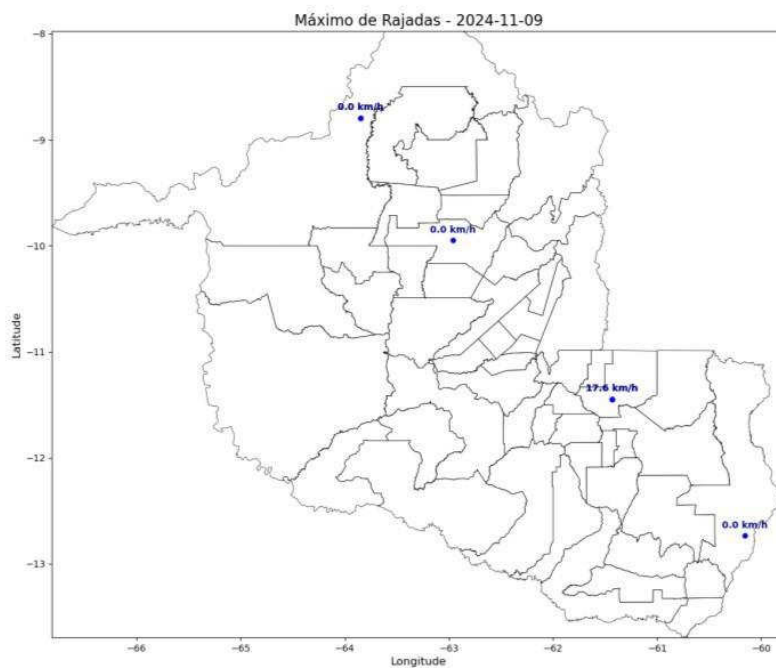 Máximo de Rajadas - 2024-11-09
−8
0.0 km/h
−9
0.0 km/h
−10
Latitude
−11
17.6 km/h
−12
0.0 km/h
−13
−66 −65 −64 −63 −62 −61 −60
Longitude